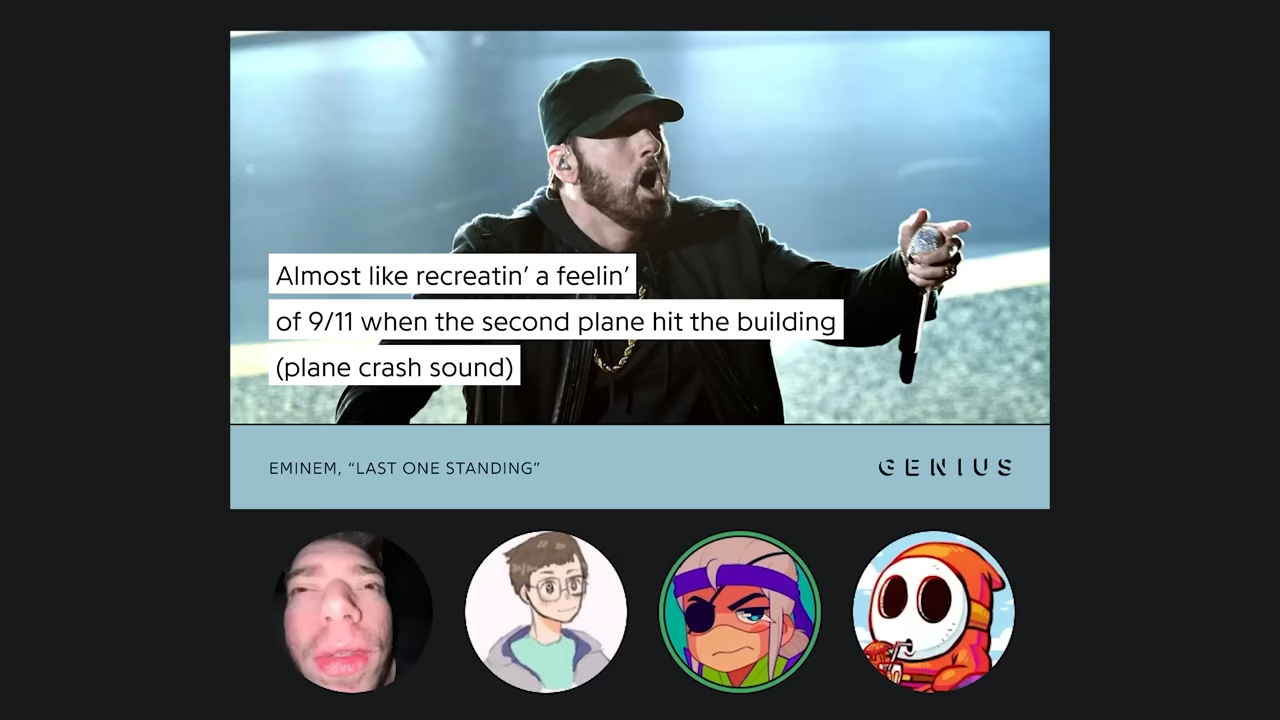 Almost like recreatin’ a feelin’
of 9/11 when the second plane hit the building
(plane crash sound)
EMINEM, “LAST ONE STANDING”
GENIUS